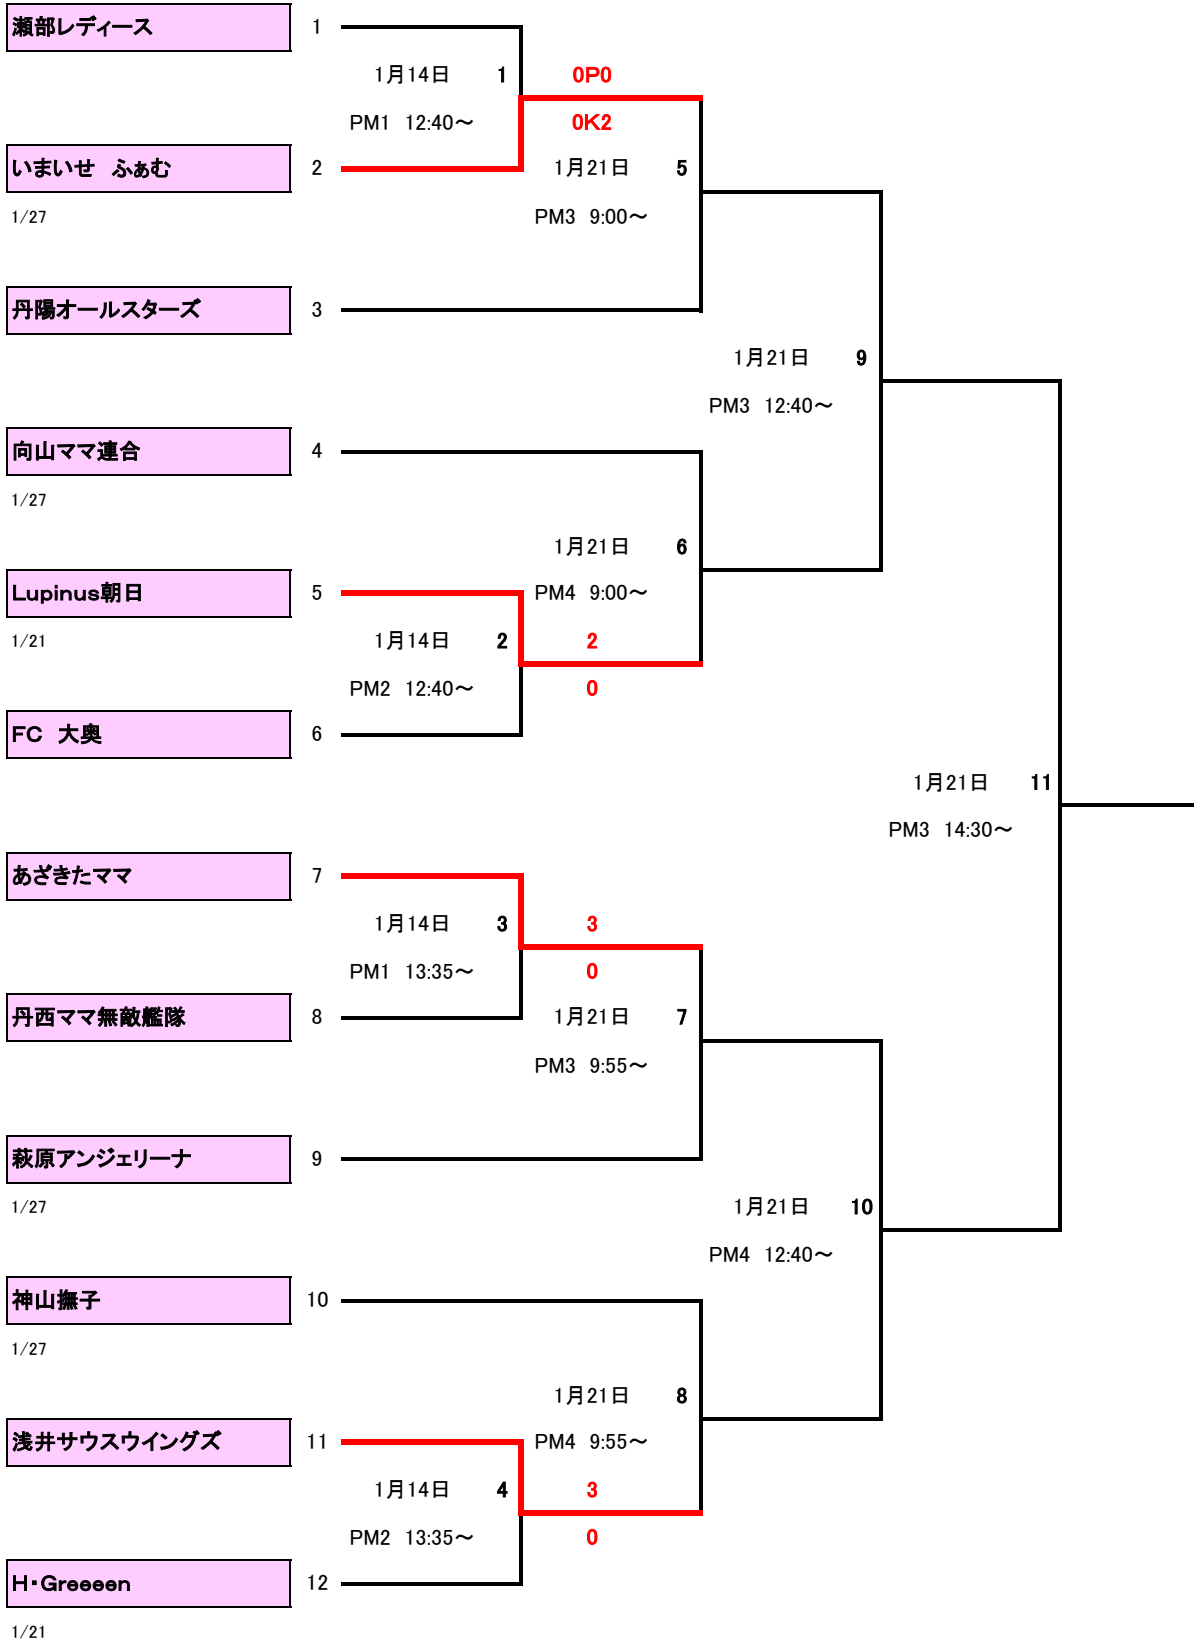 瀬部レディース 1
1月14日 1 0P0
PM1 12:40～ 0K2
いまいせ ふぁむ 2 1月21日 5
1/27 PM3 9:00～
丹陽オールスターズ 3
1月21日 9
PM3 12:40～
向山ママ連合 4
1/27
1月21日 6
Lupinus朝日 5 PM4 9:00～
1/21 1月14日 2 2
PM2 12:40～ 0
FC 大奥 6
1月21日 11
PM3 14:30～
あざきたママ 7
1月14日 3 3
PM1 13:35～ 0
丹西ママ無敵艦隊 8 1月21日 7
PM3 9:55～
萩原アンジェリーナ 9
1/27 1月21日 10
PM4 12:40～
神山撫子 10
1/27
1月21日 8
浅井サウスウイングズ 11 PM4 9:55～
1月14日 4 3
PM2 13:35～ 0
H・Greeeen 12
1/21